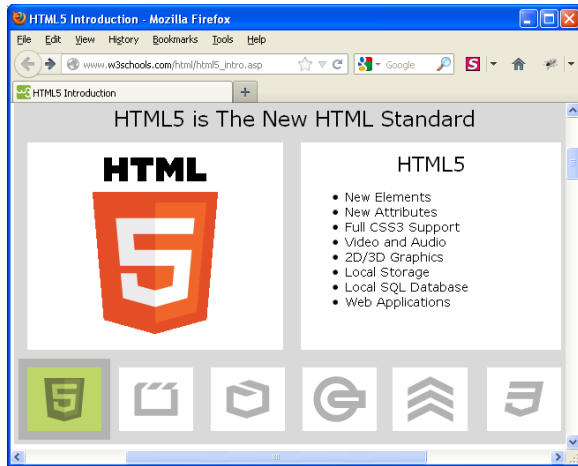 HTML5 Introduction - Mozilla Firefox
File Edit View History Bookmarks Tools Help
www.w3schools.com/html/html5_intro.asp
Google
S
HTML5 Introduction
HTML5 is The New HTML Standard
HTML
5
HTML5
New Elements
New Attributes
Full CSS3 Support
Video and Audio
2D/3D Graphics
Local Storage
Local SQL Database
Web Applications
5
3